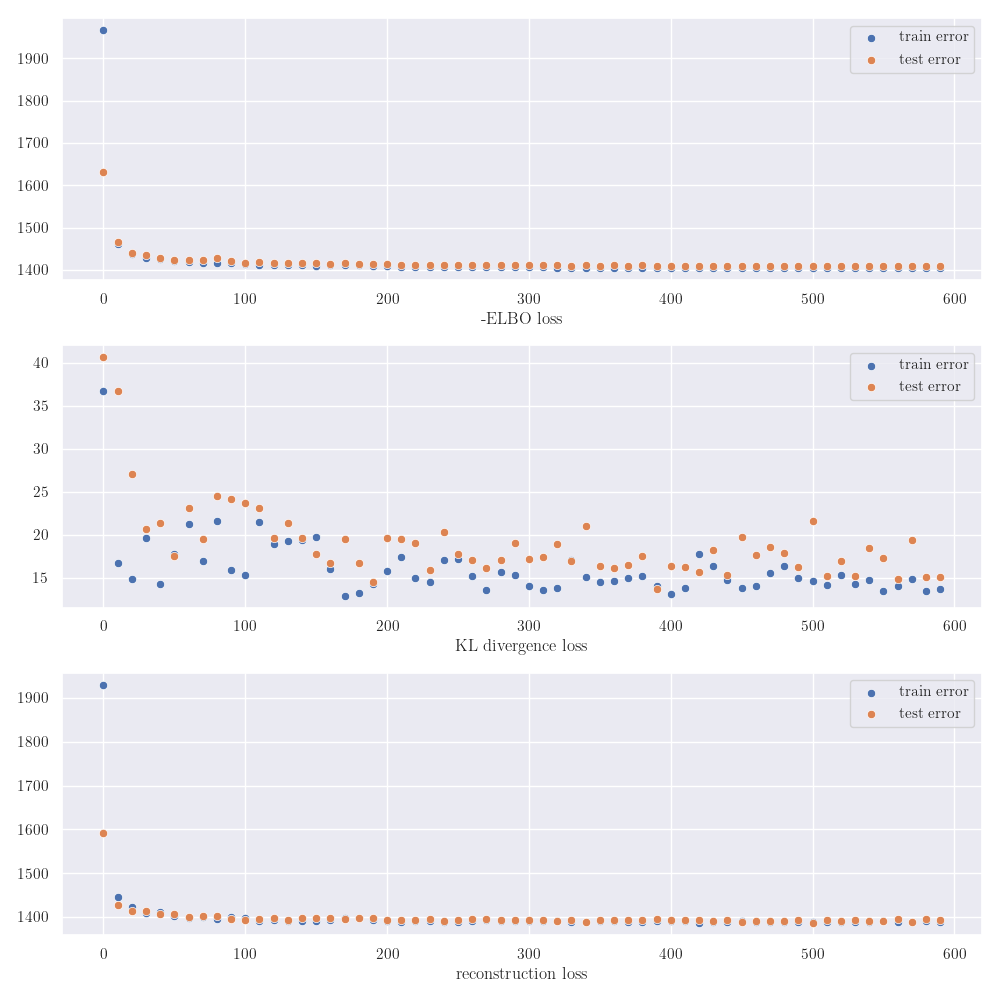 train error
test error
1900
1800
1700
1600
1500
1400
0 100 200 300 400 500 600
-ELBO loss
train error
test error
40
35
30
25
20
15
0 100 200 300 400 500 600
KL divergence loss
train error
test error
1900
1800
1700
1600
1500
1400
0 100 200 300 400 500 600
reconstruction loss